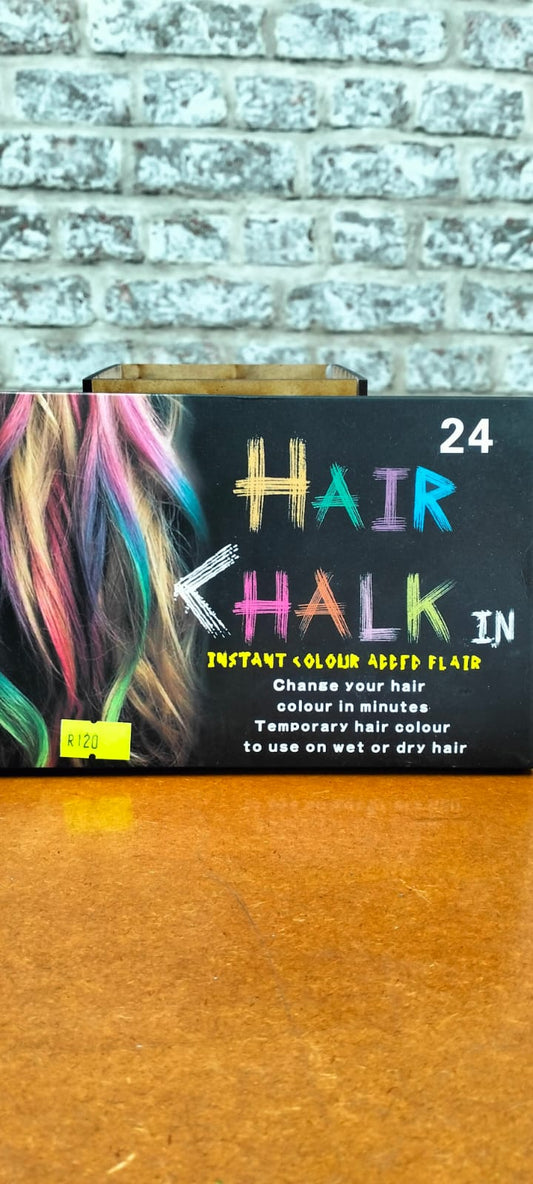 24
HAIR
CHALK IN
INSTANT COLOUR ADDED FLAIR
Change your hair
colour in minutes
Temporary hair colour
to use on wet or dry hair
R120